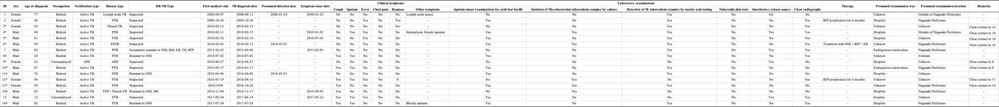 Clinical symptoms Laboratory examinations
ID Sex Age at diagnosis Occupation Notification type Disease type DR-TB Type First medical visit TB diagnosis date Presumed infection date Symptom onset date Cough Sputum Fever Chest pain Dyspnea Other symptoms Sputum smear examinations for acid-fast bacilli Isolation of Mycobacterium tuberculosis complex by culture Detection of M. tuberculosis complex by nucleic acid testing Tuberculin skin tests Interferon-γ release assays Chest radiographs Therapy Presumed transmission way Presumed transmission location Remarks
1 Female 77 Retired Active TB Lymph node TB Suspected 2008-04-07 2008-04-11 2008-01-25 2008-01-25 No No No No No Lymph node tumor No No Yes No No No - Unknow Outside of Nagasaki Prefecture -
2 Female 96 Retired Active TB PTB Suspected 2009-10-26 2009-10-26 - - No No Yes No Yes - Yes No Yes No No Yes RFP prophylaxis for 6 months Droplets Nagasaki Prefecture -
3* Female 82 Retired Active TB Pleural TB Suspected 2010-02-15 2010-02-15 - - No No No No No - No No Yes No No Yes - Unknow Unknow Close contact to 16
4* Male 68 Retired Active TB PTB Suspected 2010-02-11 2010-02-15 - 2010-01-01 No Yes Yes No No Hemoptysis, bloody sputum Yes Yes Yes No Yes Yes - Droplets Outside of Nagasaki Prefecture Close contact to 16
5* Male 81 Retired Active TB PTB Suspected 2010-02-16 2010-02-16 - 2010-01-01 No No Yes No No - Yes No Yes No No Yes - Droplets Unknow Close contact to 16
6* Male 99 Retired Active TB EPTB Suspected 2010-02-03 2010-02-15 2010-02-01 - No No No No No - Yes Yes Yes No No Yes Treatment with INH + RFP + EB Unknow Nagasaki Prefecture Close contact to 16
7 Male 82 Retired Active TB PTB Incomplete resistant to INH, KM, EB, TH, RFP 2013-02-25 2013-03-06 - 2013-02-01 No No No No No - No No Yes No Yes Yes - Endogenous reactivation Nagasaki Prefecture -
8# Male 24 Student Active TB PTB Resistant to INH 2014-07-02 2014-07-02 - - Yes Yes No No No - Yes No Yes No No Yes - Unknow Vietnam -
9* Female 63 Unemployed APH APH Suspected 2016-04-27 2016-04-27 - - No No No No No - No No No No Yes No - Droplets Unknow Close contact to 8
10* Male 91 Retired Active TB PTB Suspected 2016-05-17 2016-05-17 - - Yes Yes No No No - Yes No Yes No No Yes - Endogenous reactivation Nagasaki Prefecture Close contact to 8
11# Male 76 Retired Active TB PTB Resistant to INH 2016-06-06 2016-06-06 2016-05-01 - No No Yes No No - Yes No Yes No No Yes - Droplets Unknow -
12* Female 84 Retired Active TB PTB Suspected 2016-07-19 2016-08-16 - - Yes Yes Yes No 0 - No Yes No No No Yes RFP prophylaxis for 6 months Unknow Unknow Close contact to 11
13* Female 89 Retired Active TB PTB Suspected 2016/1028 2016-10-28 - - Yes Yes No No No - Yes No Yes No No Yes - Unknow Nagasaki Prefecture Close contact to 14
14# Male 83 Retired Active TB PTB + Pleural TB Resistant to INH, SM 2016-11-04 2016-11-17 - 2016-09-01 No No No No No - No Yes No No No Yes - Droplets Nagasaki Prefecture -
15 Male 32 Unemployed Active TB PTB Suspected 2017-05-24 2017-06-14 - 2017-05-22 Yes Yes Yes No No - Yes No No No Yes Yes - droplets Unknow -
16# Male 82 Retired Active TB PTB Resistant to INH 2017-07-24 2017-07-24 - - Yes Yes No No No Bloody sputum Yes No Yes No No Yes - Droplets Nagasaki Prefecture -